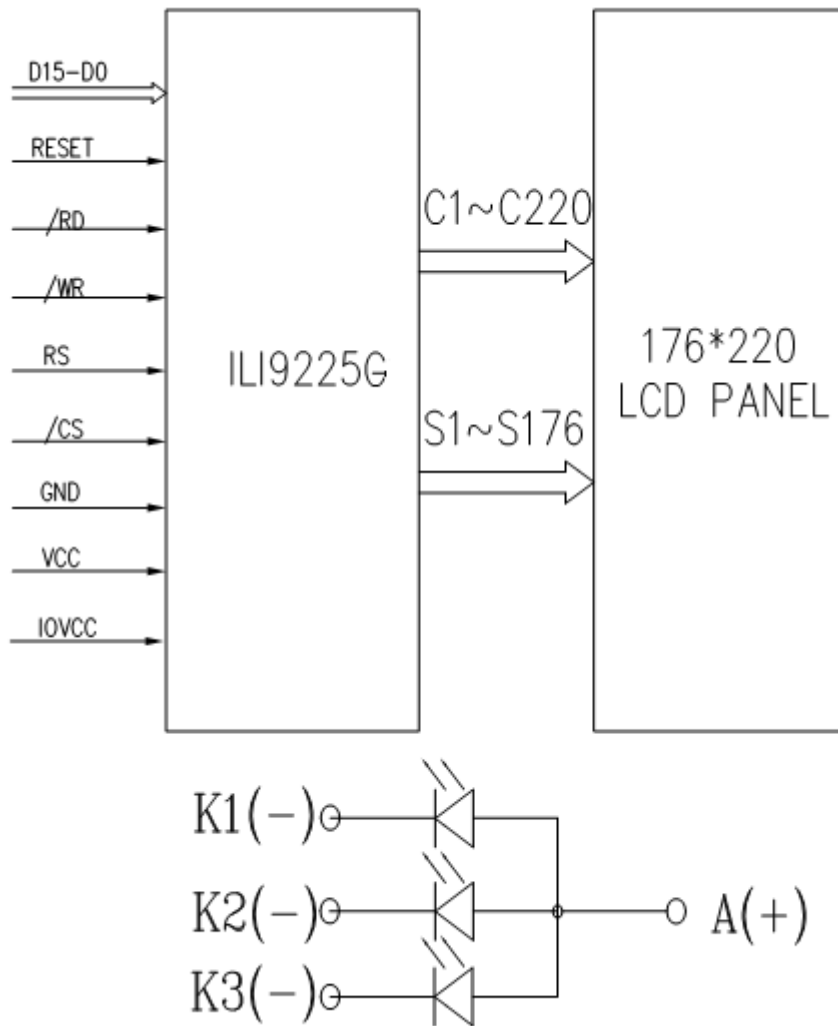 D15-D0
RESET
/RD
/WR
RS
/CS
GND
VCC
IOVCC
ILI9225G
C1~C220
S1~S176
176*220
LCD PANEL
K1(-)
K2(-)
K3(-)
A(+)